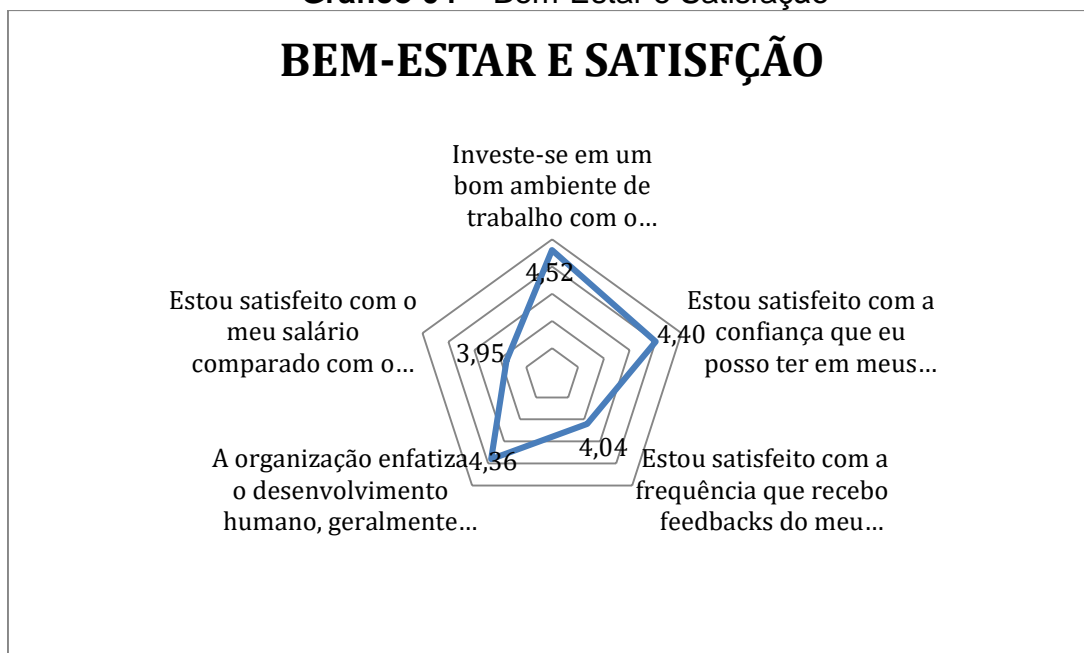 Bem-Estar e Satisfação
BEM-ESTAR E SATISFÇÃO
Investe-se em um
bom ambiente de
trabalho com o...
4,52
Estou satisfeito com a
confiança que eu
posso ter em meus...
4,40
Estou satisfeito com a
frequência que recebo
feedbacks do meu...
4,04
A organização enfatiza
o desenvolvimento
humano, geralmente...
4,36
Estou satisfeito com o
meu salário
comparado com o...
3,95